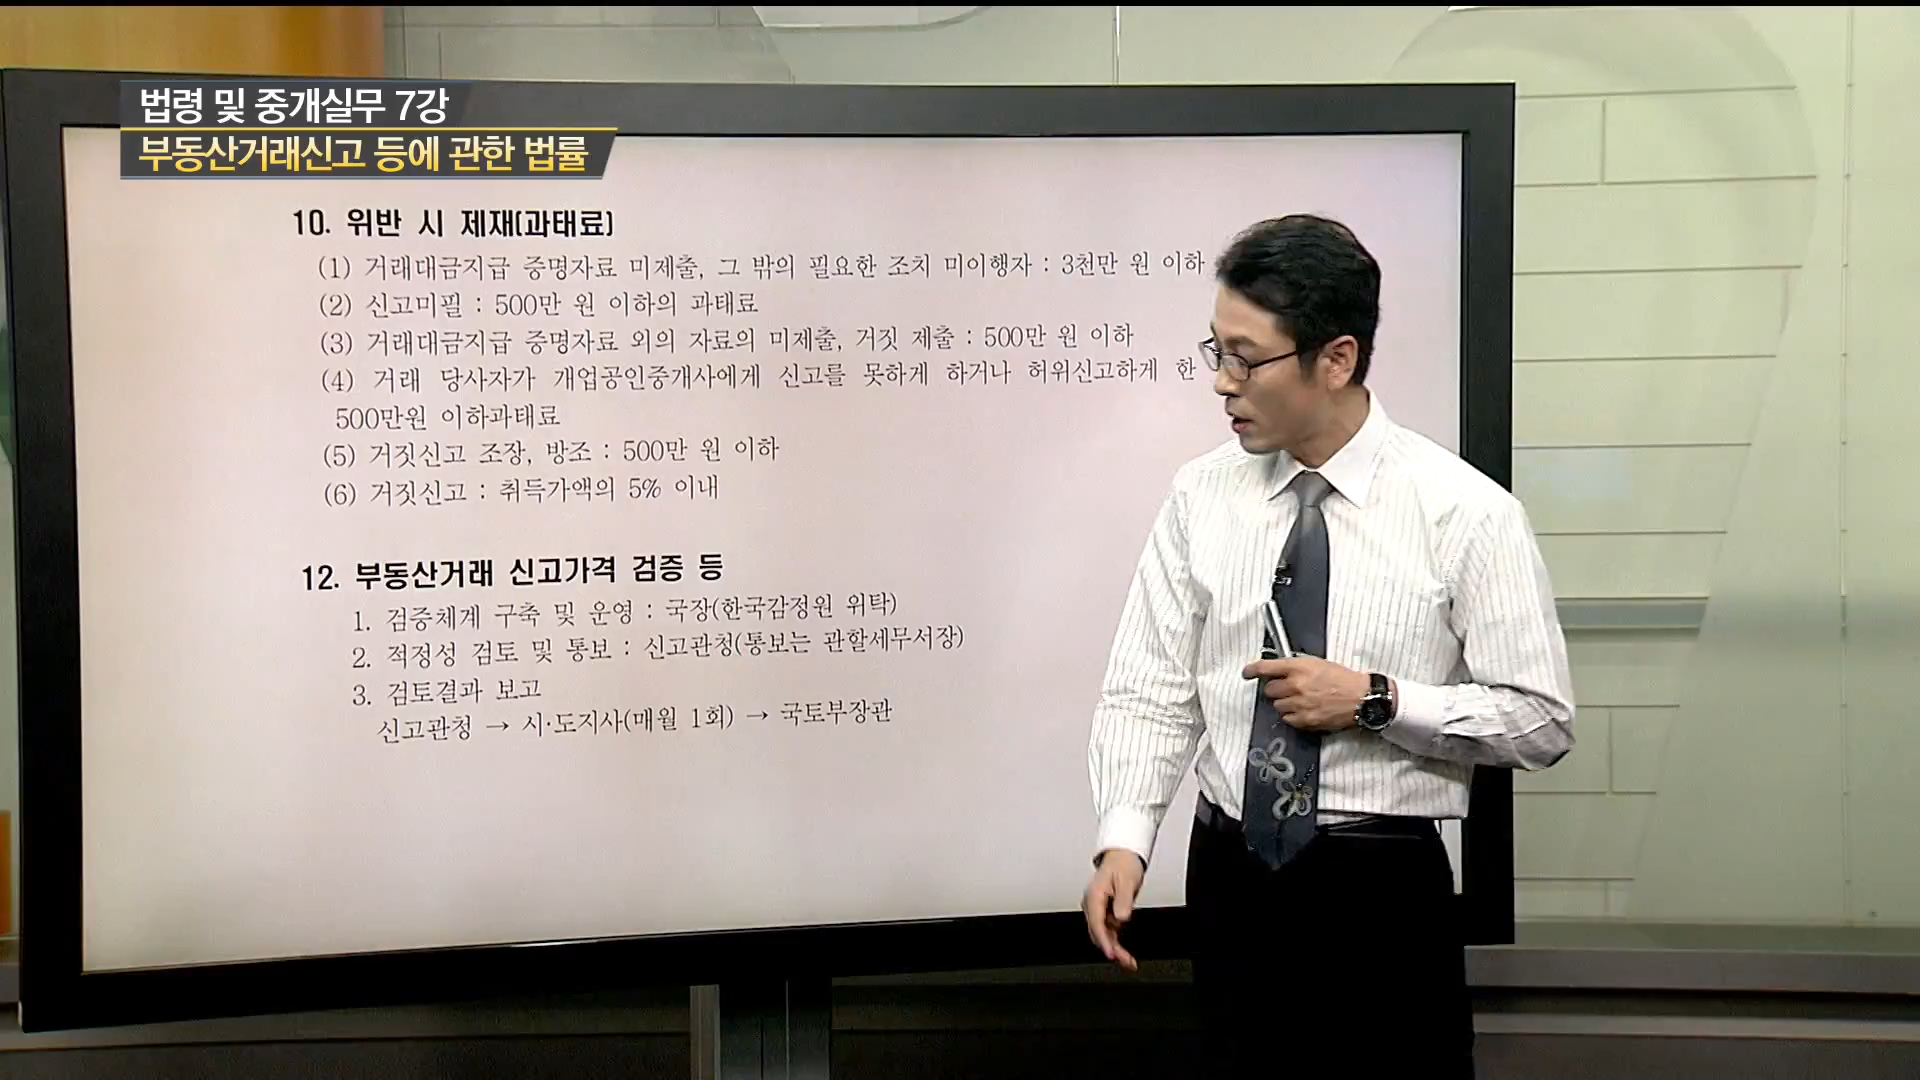 법령 및 중개실무 7강
부동산거래신고 등에 관한 법률
10. 위반 시 제재(과태료)
(1) 거래대금지급 증명자료 미제출, 그 밖의 필요한 조치 미이행자 : 3천만 원 이하
(2) 신고미필 : 500만 원 이하의 과태료
(3) 거래대금지급 증명자료 외의 자료의 미제출, 거짓 제출 : 500만 원 이하
(4) 거래 당사자가 개업공인중개사에게 신고를 못하게 하거나 허위신고하게 한
500만원 이하과태료
(5) 거짓신고 조장, 방조 : 500만 원 이하
(6) 거짓신고 : 취득가액의 5% 이내
12. 부동산거래 신고가격 검증 등
1. 검증체계 구축 및 운영 : 국장(한국감정원 위탁)
2. 적정성 검토 및 통보 : 신고관청(통보는 관할세무서장)
3. 검토결과 보고
신고관청 → 시·도지사(매월 1회) → 국토부장관